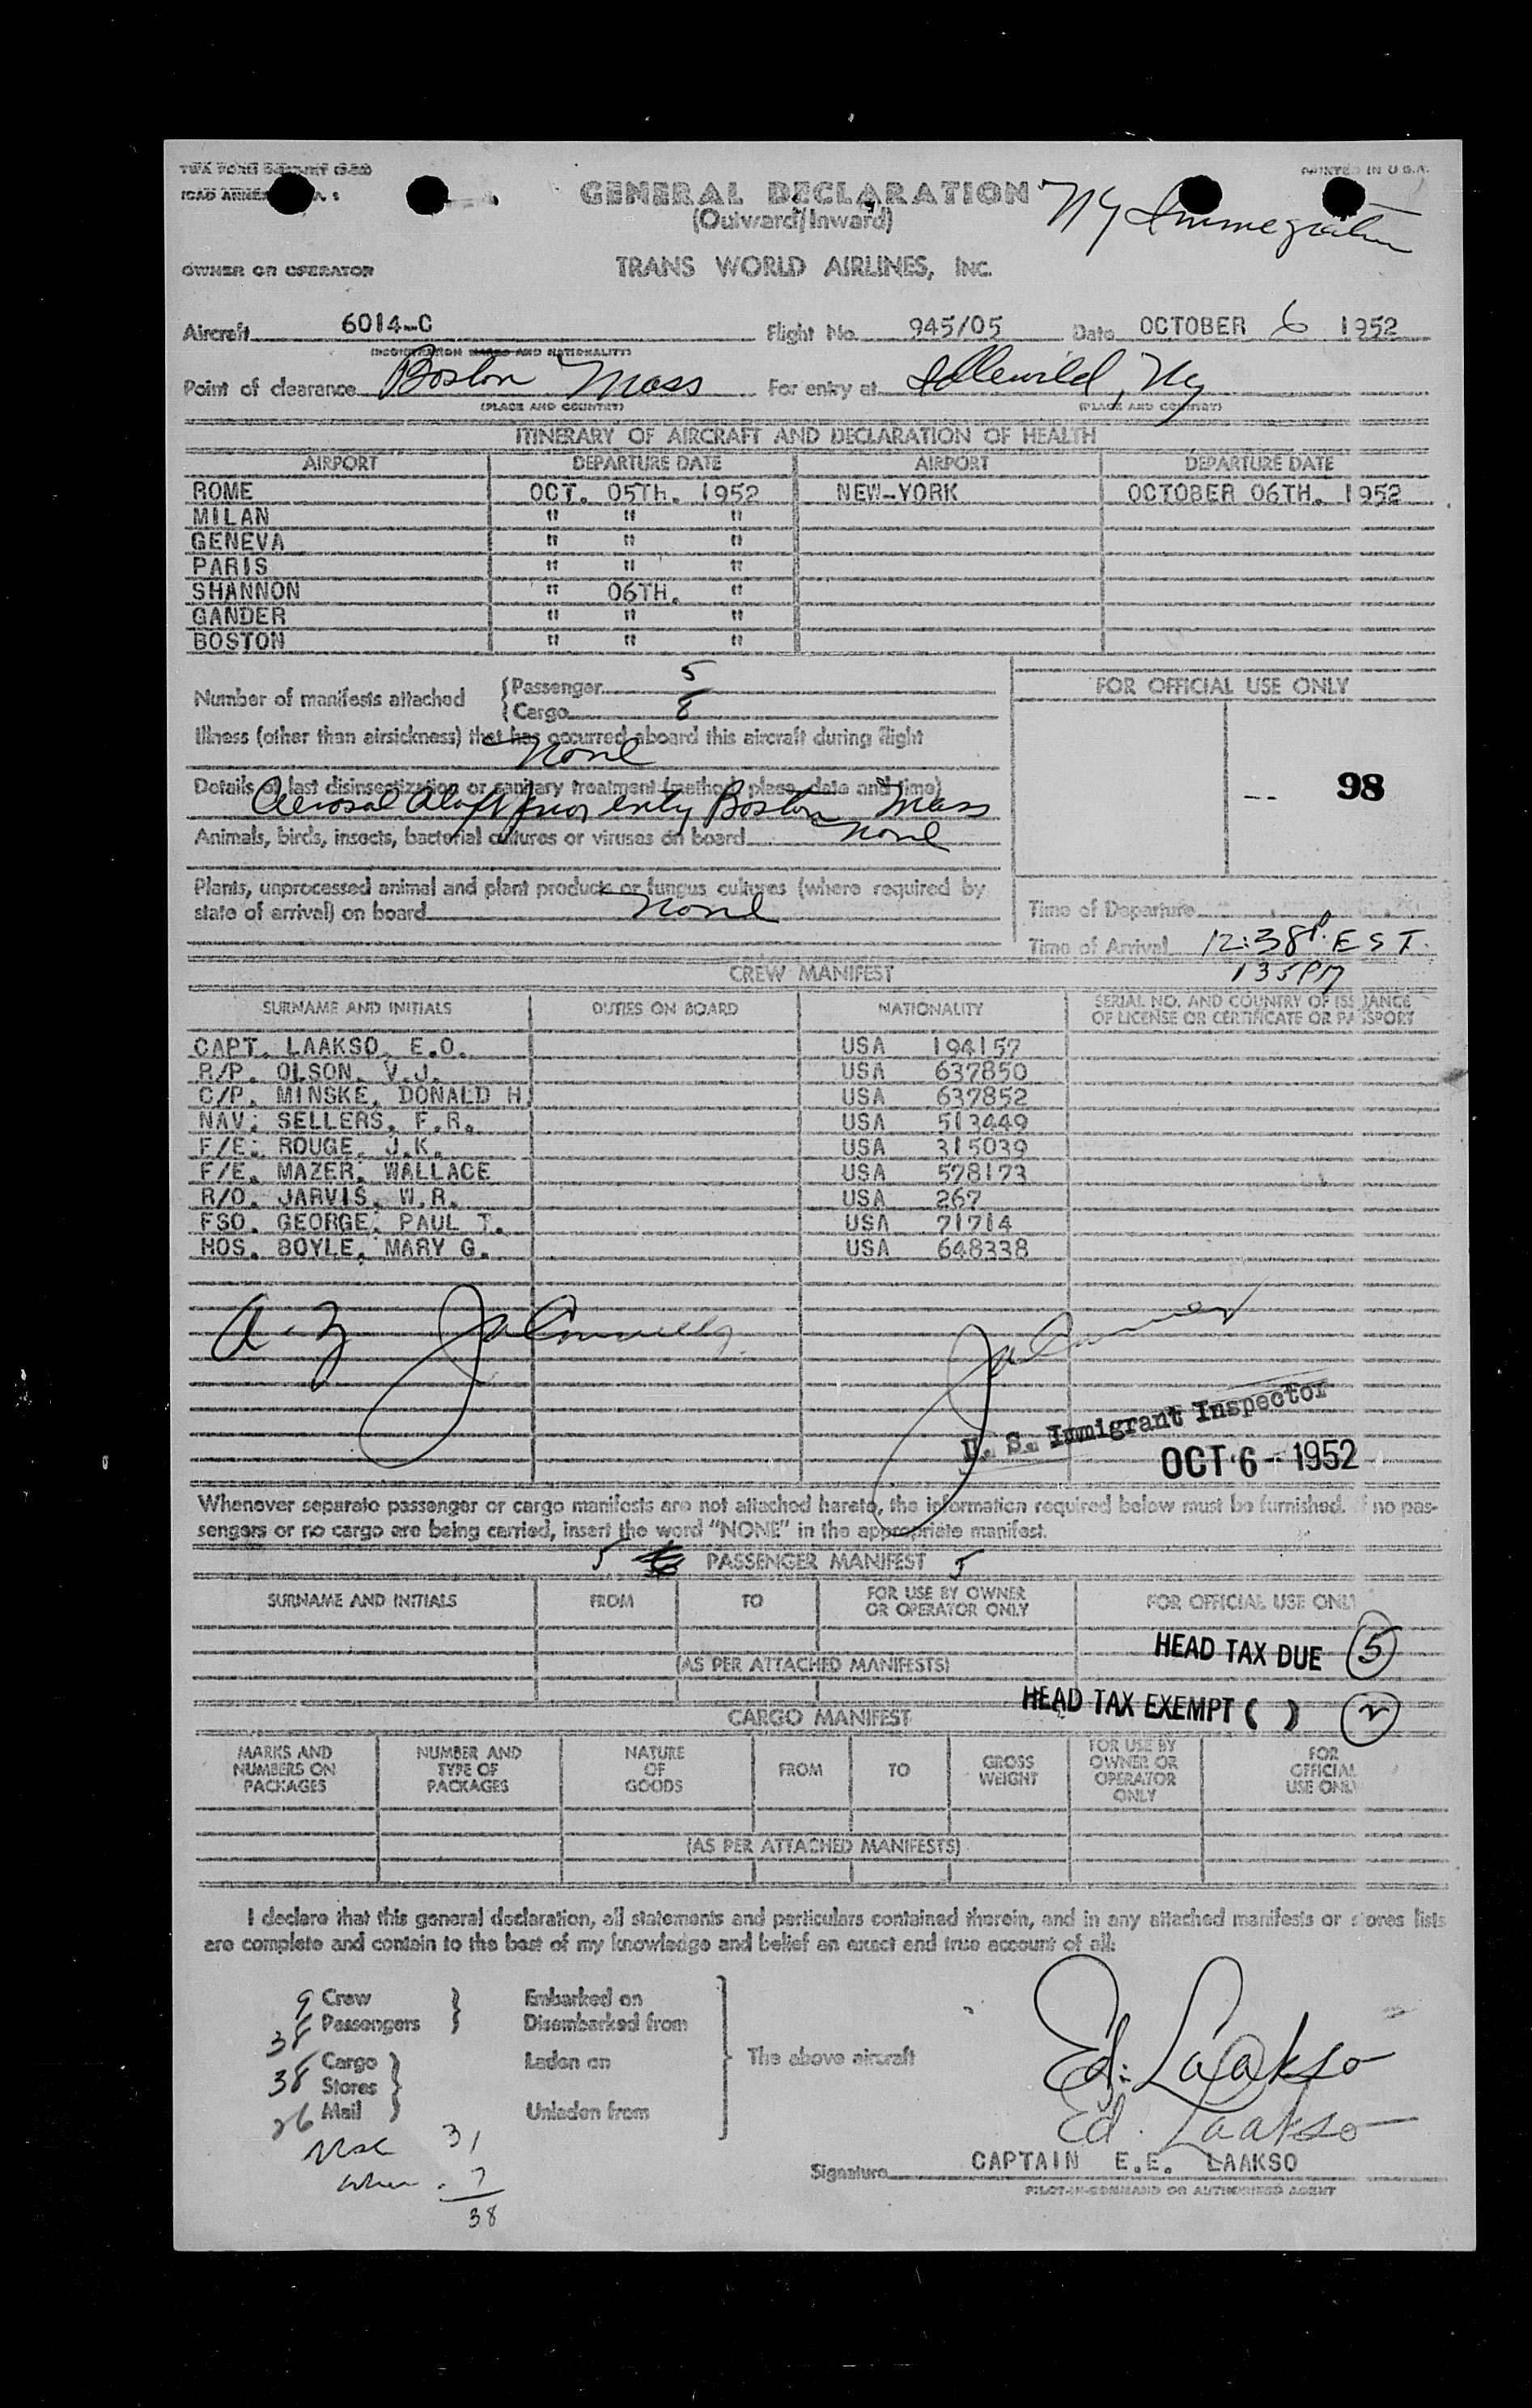 PRINTED IN U.S.A.
GENERAL DECLARATION
(Outward/Inward)
NY Immigration
OWNER OR OPERATOR
TRANS WORLD AIRLINES, INC.
Aircraft 6014-C Flight No. 945/05 Date OCTOBER 6 1952
Point of clearance Boston Mass For entry at Idlewild, Ny
(PLACE AND COUNTRY) (PLACE AND COUNTRY)
ITINERARY OF AIRCRAFT AND DECLARATION OF HEALTH
AIRPORT DEPARTURE DATE AIRPORT DEPARTURE DATE
ROME OCT. 05Th. 1952 NEW-YORK OCTOBER 06TH. 1952
MILAN " " "
GENEVA " " "
PARIS " " "
SHANNON " 06TH. "
GANDER " " "
BOSTON " " "
Number of manifests attached Passenger 5
Cargo 8
FOR OFFICIAL USE ONLY
Illness (other than airsickness) that has occurred aboard this aircraft during flight
None
Details of last disinsectization or sanitary treatment (method, place, date and time)
Aerosol Aloft prior entry Boston Mass
-- 98
Animals, birds, insects, bacterial cultures or viruses on board None
Plants, unprocessed animal and plant products or fungus cultures (where required by
state of arrival) on board None
Time of Departure
Time of Arrival 12:38P. E S T.
135PM
CREW MANIFEST
SURNAME AND INITIALS DUTIES ON BOARD NATIONALITY SERIAL NO. AND COUNTRY OF ISSUANCE
OF LICENSE OR CERTIFICATE OR PASSPORT
CAPT. LAAKSO, E.O. USA 194157
R/P. OLSON, V.J. USA 637850
C/P. MINSKE, DONALD H. USA 637852
NAV. SELLERS, F.R. USA 513449
F/E. ROUGE, J.K. USA 315039
F/E. MAZER, WALLACE USA 578173
R/O. JARVIS, W.R. USA 267
FSO. GEORGE, PAUL T. USA 71714
HOS. BOYLE, MARY G. USA 648338
U. S. Immigrant Inspector
OCT 6 - 1952
Whenever separate passenger or cargo manifests are not attached hereto, the information required below must be furnished. If no pas-
sengers or no cargo are being carried, insert the word "NONE" in the appropriate manifest.
5 PASSENGER MANIFEST 5
SURNAME AND INITIALS FROM TO FOR USE BY OWNER
OR OPERATOR ONLY FOR OFFICIAL USE ONLY
HEAD TAX DUE 5
(AS PER ATTACHED MANIFESTS)
HEAD TAX EXEMPT ( ) 2
CARGO MANIFEST
MARKS AND
NUMBERS ON
PACKAGES NUMBER AND
TYPE OF
PACKAGES NATURE
OF
GOODS FROM TO GROSS
WEIGHT FOR USE BY
OWNER OR
OPERATOR
ONLY FOR
OFFICIAL
USE ONLY
(AS PER ATTACHED MANIFESTS)
I declare that this general declaration, all statements and particulars contained therein, and in any attached manifests or stores lists
are complete and contain to the best of my knowledge and belief an exact and true account of all:
9 Crew Embarked on
38 Passengers Disembarked from
38 Cargo Laden on The above aircraft
Stores
26 Mail Unladen from
Ed. Laakso
Ed. Laakso
31
7
38
CAPTAIN E.E. LAAKSO
Signature
PILOT-IN-COMMAND OR AUTHORIZED AGENT